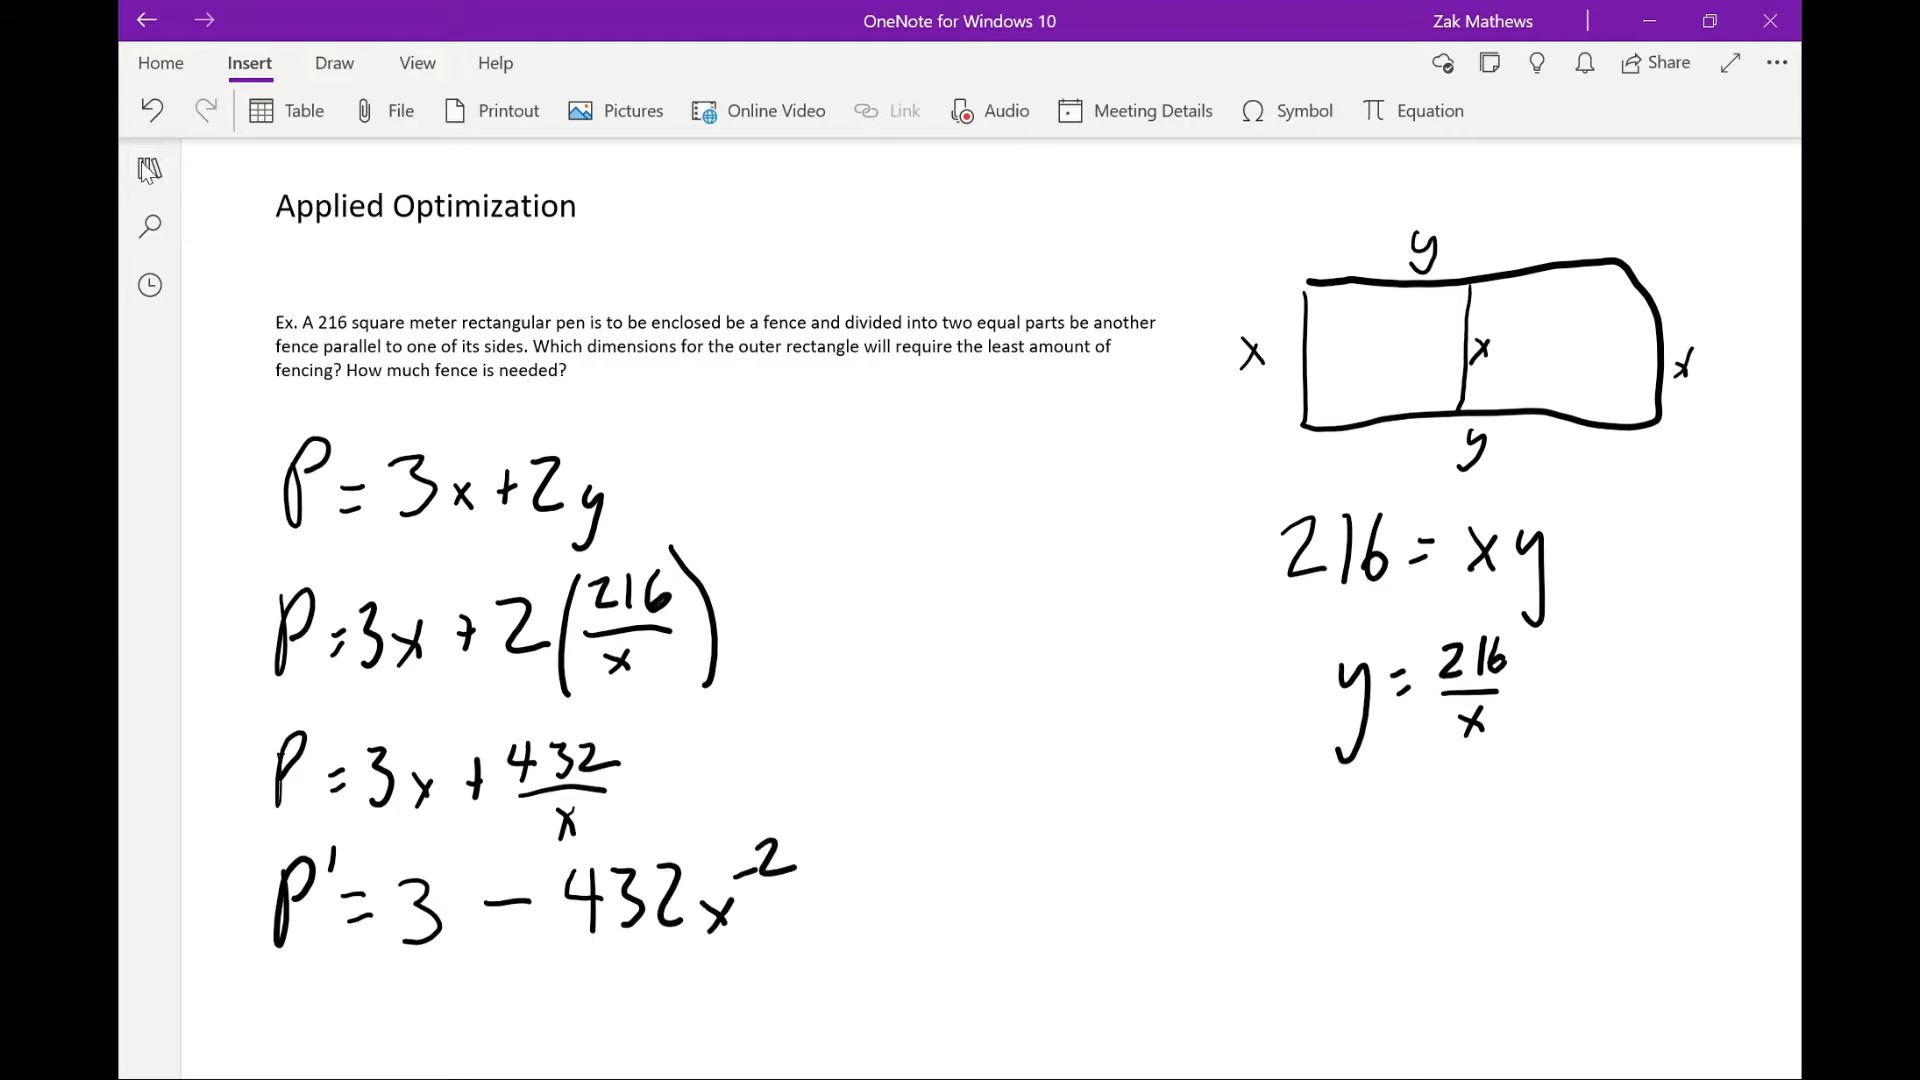 OneNote for Windows 10
Zak Mathews
Home Insert Draw View Help
Share
Table File Printout Pictures Online Video Link Audio Meeting Details Symbol Equation
Applied Optimization
Ex. A 216 square meter rectangular pen is to be enclosed be a fence and divided into two equal parts be another
fence parallel to one of its sides. Which dimensions for the outer rectangle will require the least amount of
fencing? How much fence is needed?
y
x x x
y
P = 3x + 2y
P = 3x + 2(216/x)
P = 3x + 432/x
P' = 3 - 432x^-2
216 = xy
y = 216/x